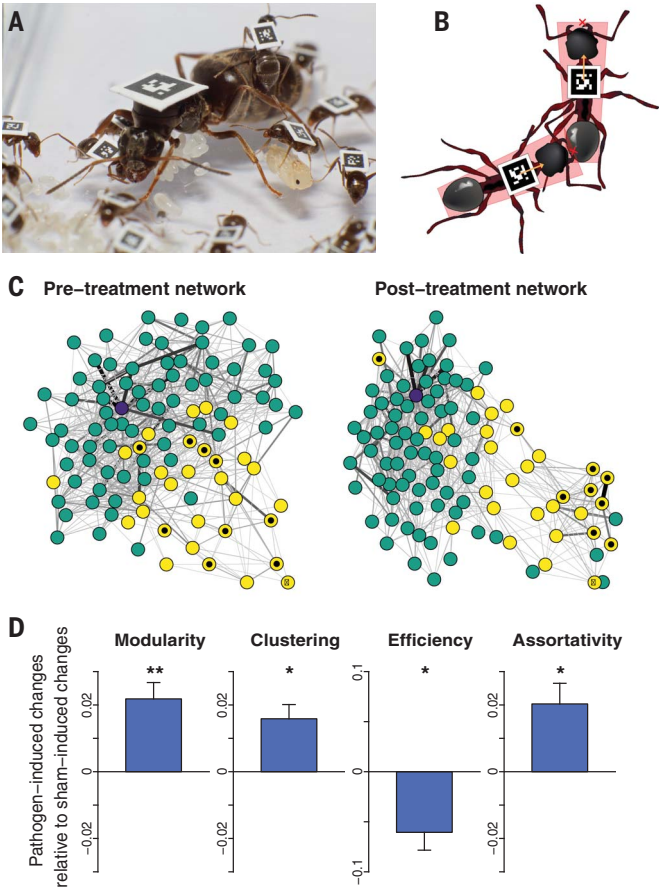 A
B
C
Pre–treatment network
Post–treatment network
D
Pathogen–induced changes
relative to sham–induced changes
Modularity
Clustering
Efficiency
Assortativity
**
*
*
*
0.02
0
−0.02
0.02
0
−0.02
0.1
0
−0.1
0.02
0
−0.02